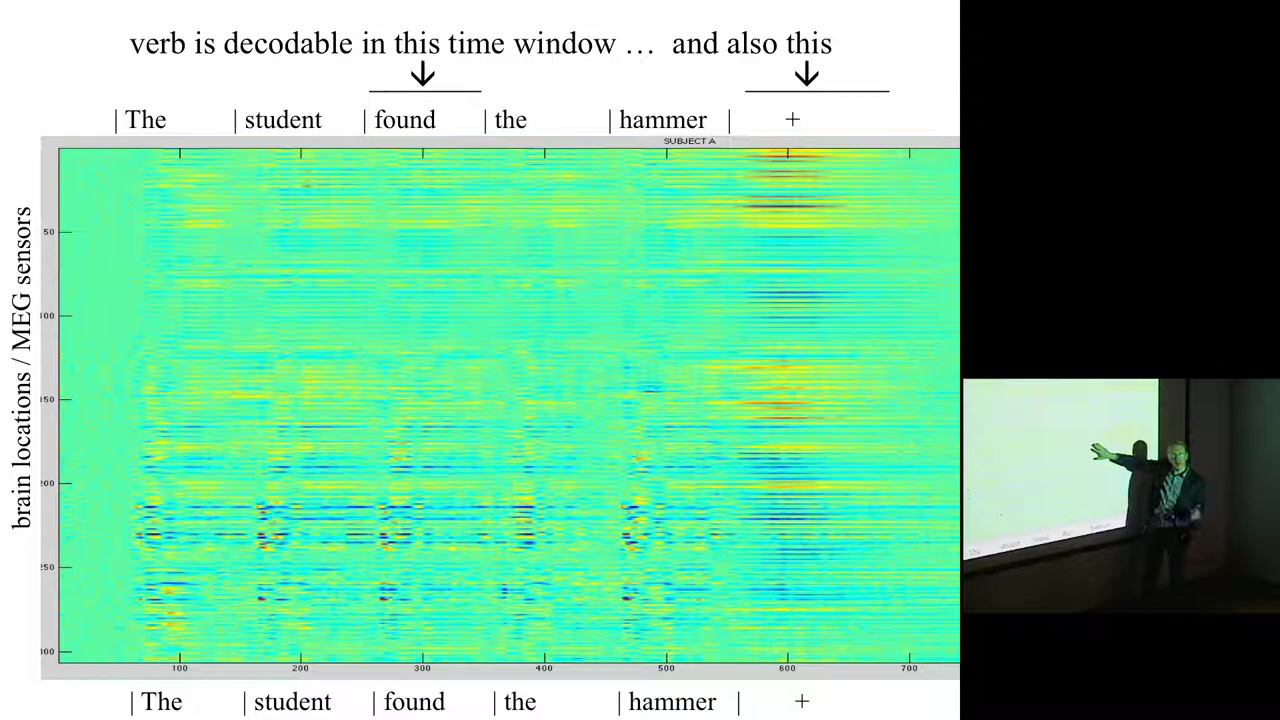 verb is decodable in this time window … and also this
| The | student | found | the | hammer | +
SUBJECT A
brain locations / MEG sensors
50
100
150
200
250
300
100 200 300 400 500 600 700
| The | student | found | the | hammer | +